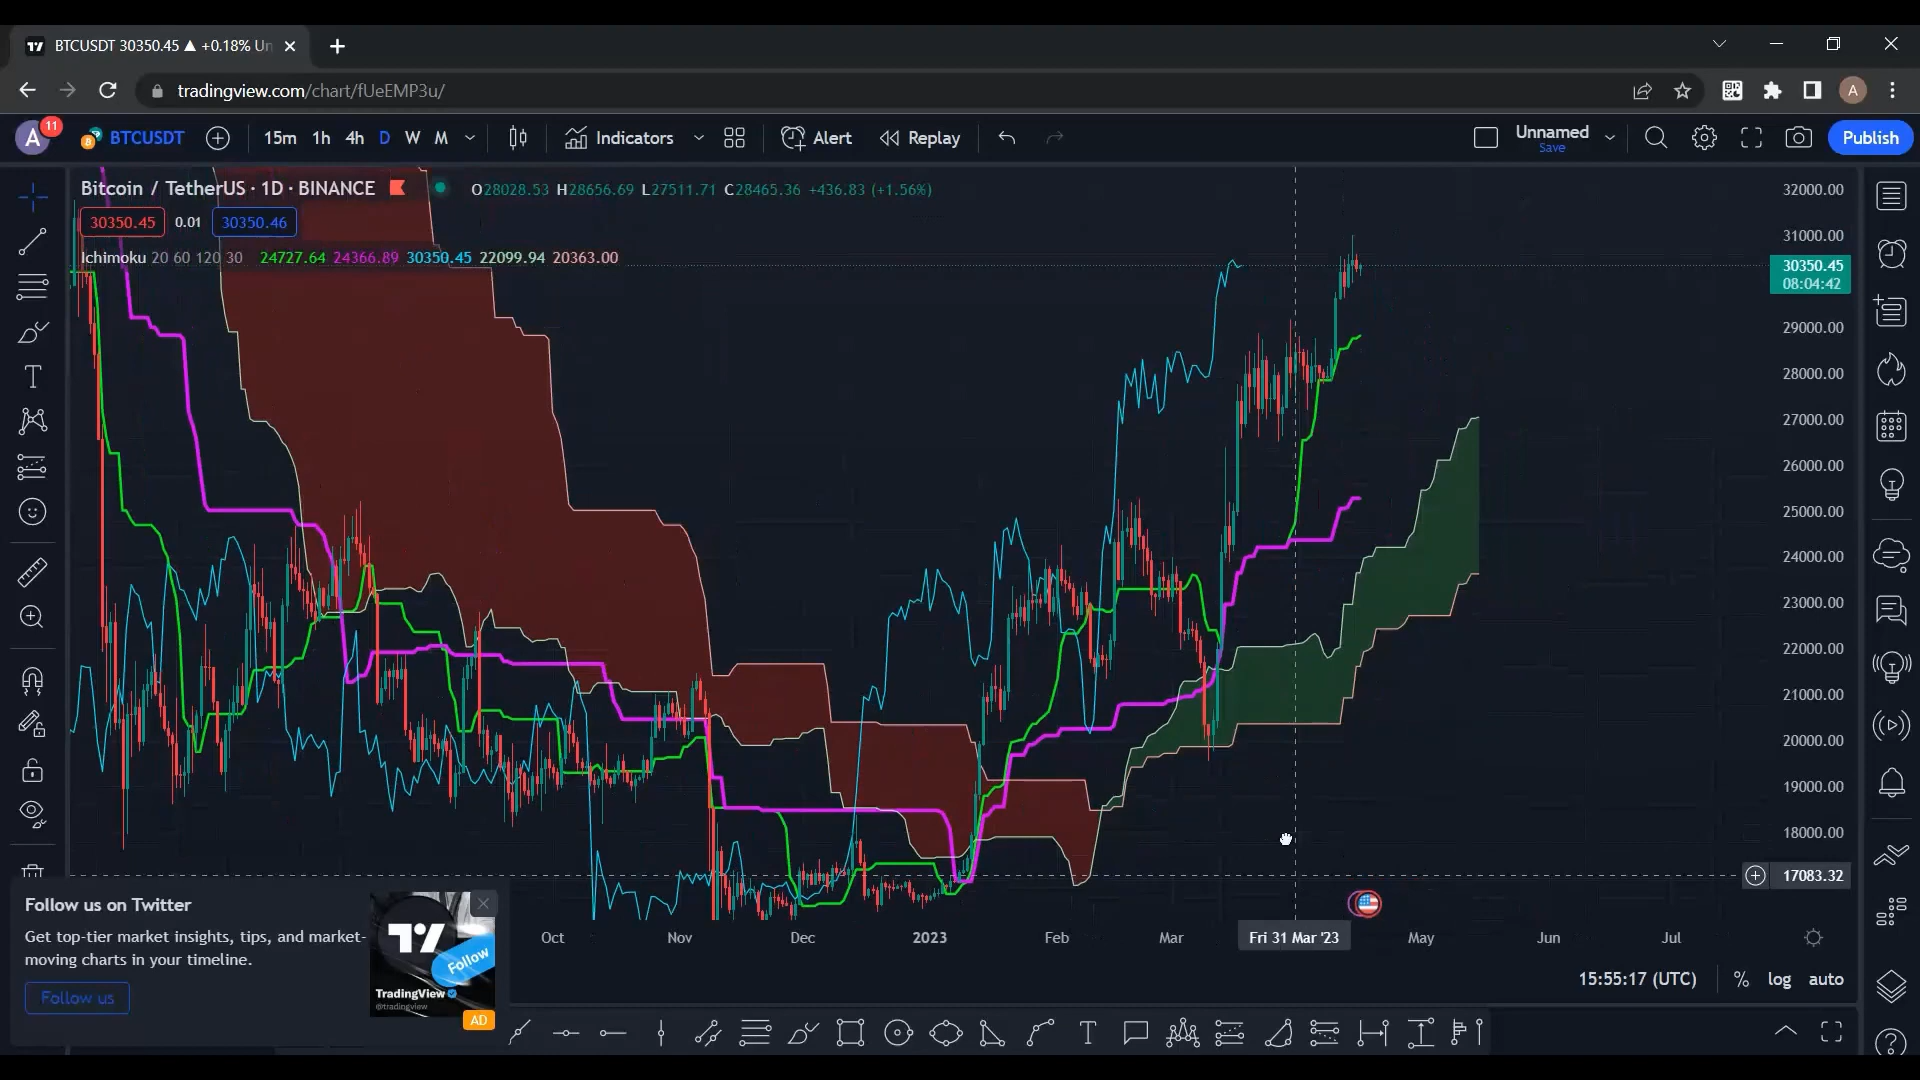 BTCUSDT 30350.45 ▲ +0.18% Un
tradingview.com/chart/fUeEMP3u/
A
A 11 BTCUSDT 15m 1h 4h D W M Indicators Alert Replay Unnamed Save Publish
Bitcoin / TetherUS · 1D · BINANCE O28028.53 H28656.69 L27511.71 C28465.36 +436.83 (+1.56%)
30350.45 0.01 30350.46
Ichimoku 20 60 120 30 24727.64 24366.89 30350.45 22099.94 20363.00
32000.00
31000.00
30350.45
08:04:42
29000.00
28000.00
27000.00
26000.00
25000.00
24000.00
23000.00
22000.00
21000.00
20000.00
19000.00
18000.00
17083.32
Oct Nov Dec 2023 Feb Mar Fri 31 Mar '23 May Jun Jul
Follow us on Twitter
Get top-tier market insights, tips, and market-
moving charts in your timeline.
Follow us
Follow
TradingView
@tradingview
AD
15:55:17 (UTC) % log auto